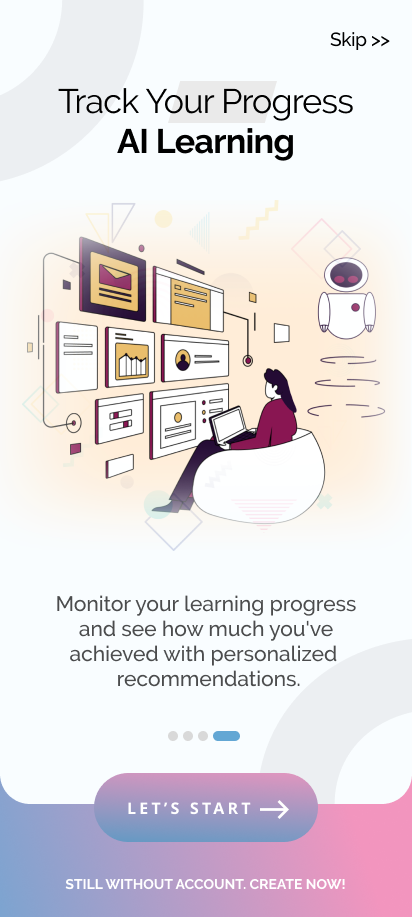 Skip >>
Track Your Progress
AI Learning
Monitor your learning progress
and see how much you've
achieved with personalized
recommendations.
LET’S START
STILL WITHOUT ACCOUNT. CREATE NOW!